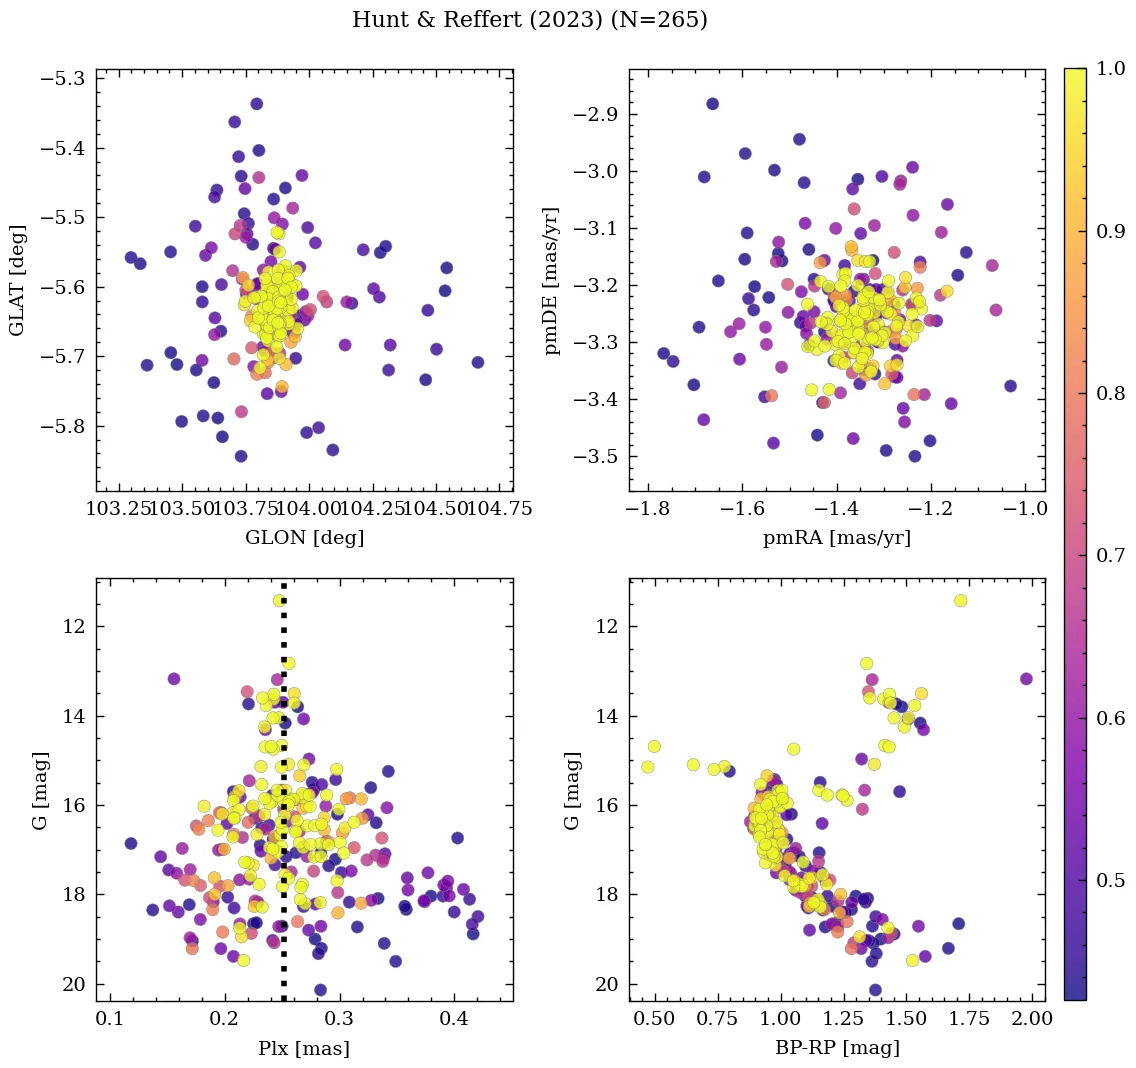 Hunt & Reffert (2023) (N=265)
−5.3
−5.4
−5.5
−5.6
−5.7
−5.8
GLAT [deg]
103.25 103.50 103.75 104.00 104.25 104.50 104.75
GLON [deg]
−2.9
−3.0
−3.1
−3.2
−3.3
−3.4
−3.5
pmDE [mas/yr]
−1.8 −1.6 −1.4 −1.2 −1.0
pmRA [mas/yr]
12
14
16
18
20
G [mag]
0.1 0.2 0.3 0.4
Plx [mas]
12
14
16
18
20
G [mag]
0.50 0.75 1.00 1.25 1.50 1.75 2.00
BP-RP [mag]
1.0
0.9
0.8
0.7
0.6
0.5